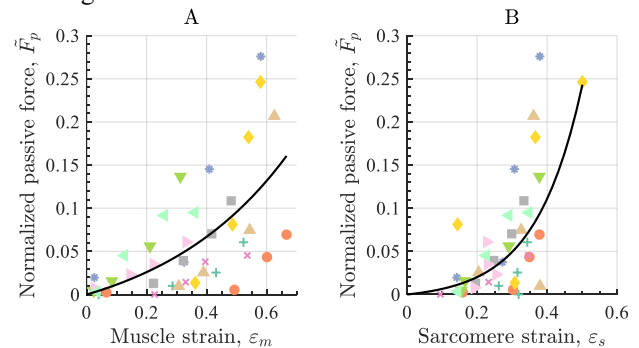 A
B
Normalized passive force, F̃p
0.3
0.25
0.2
0.15
0.1
0.05
0
0 0.2 0.4 0.6
Muscle strain, εm
Normalized passive force, F̃p
0.3
0.25
0.2
0.15
0.1
0.05
0
0 0.2 0.4 0.6
Sarcomere strain, εs